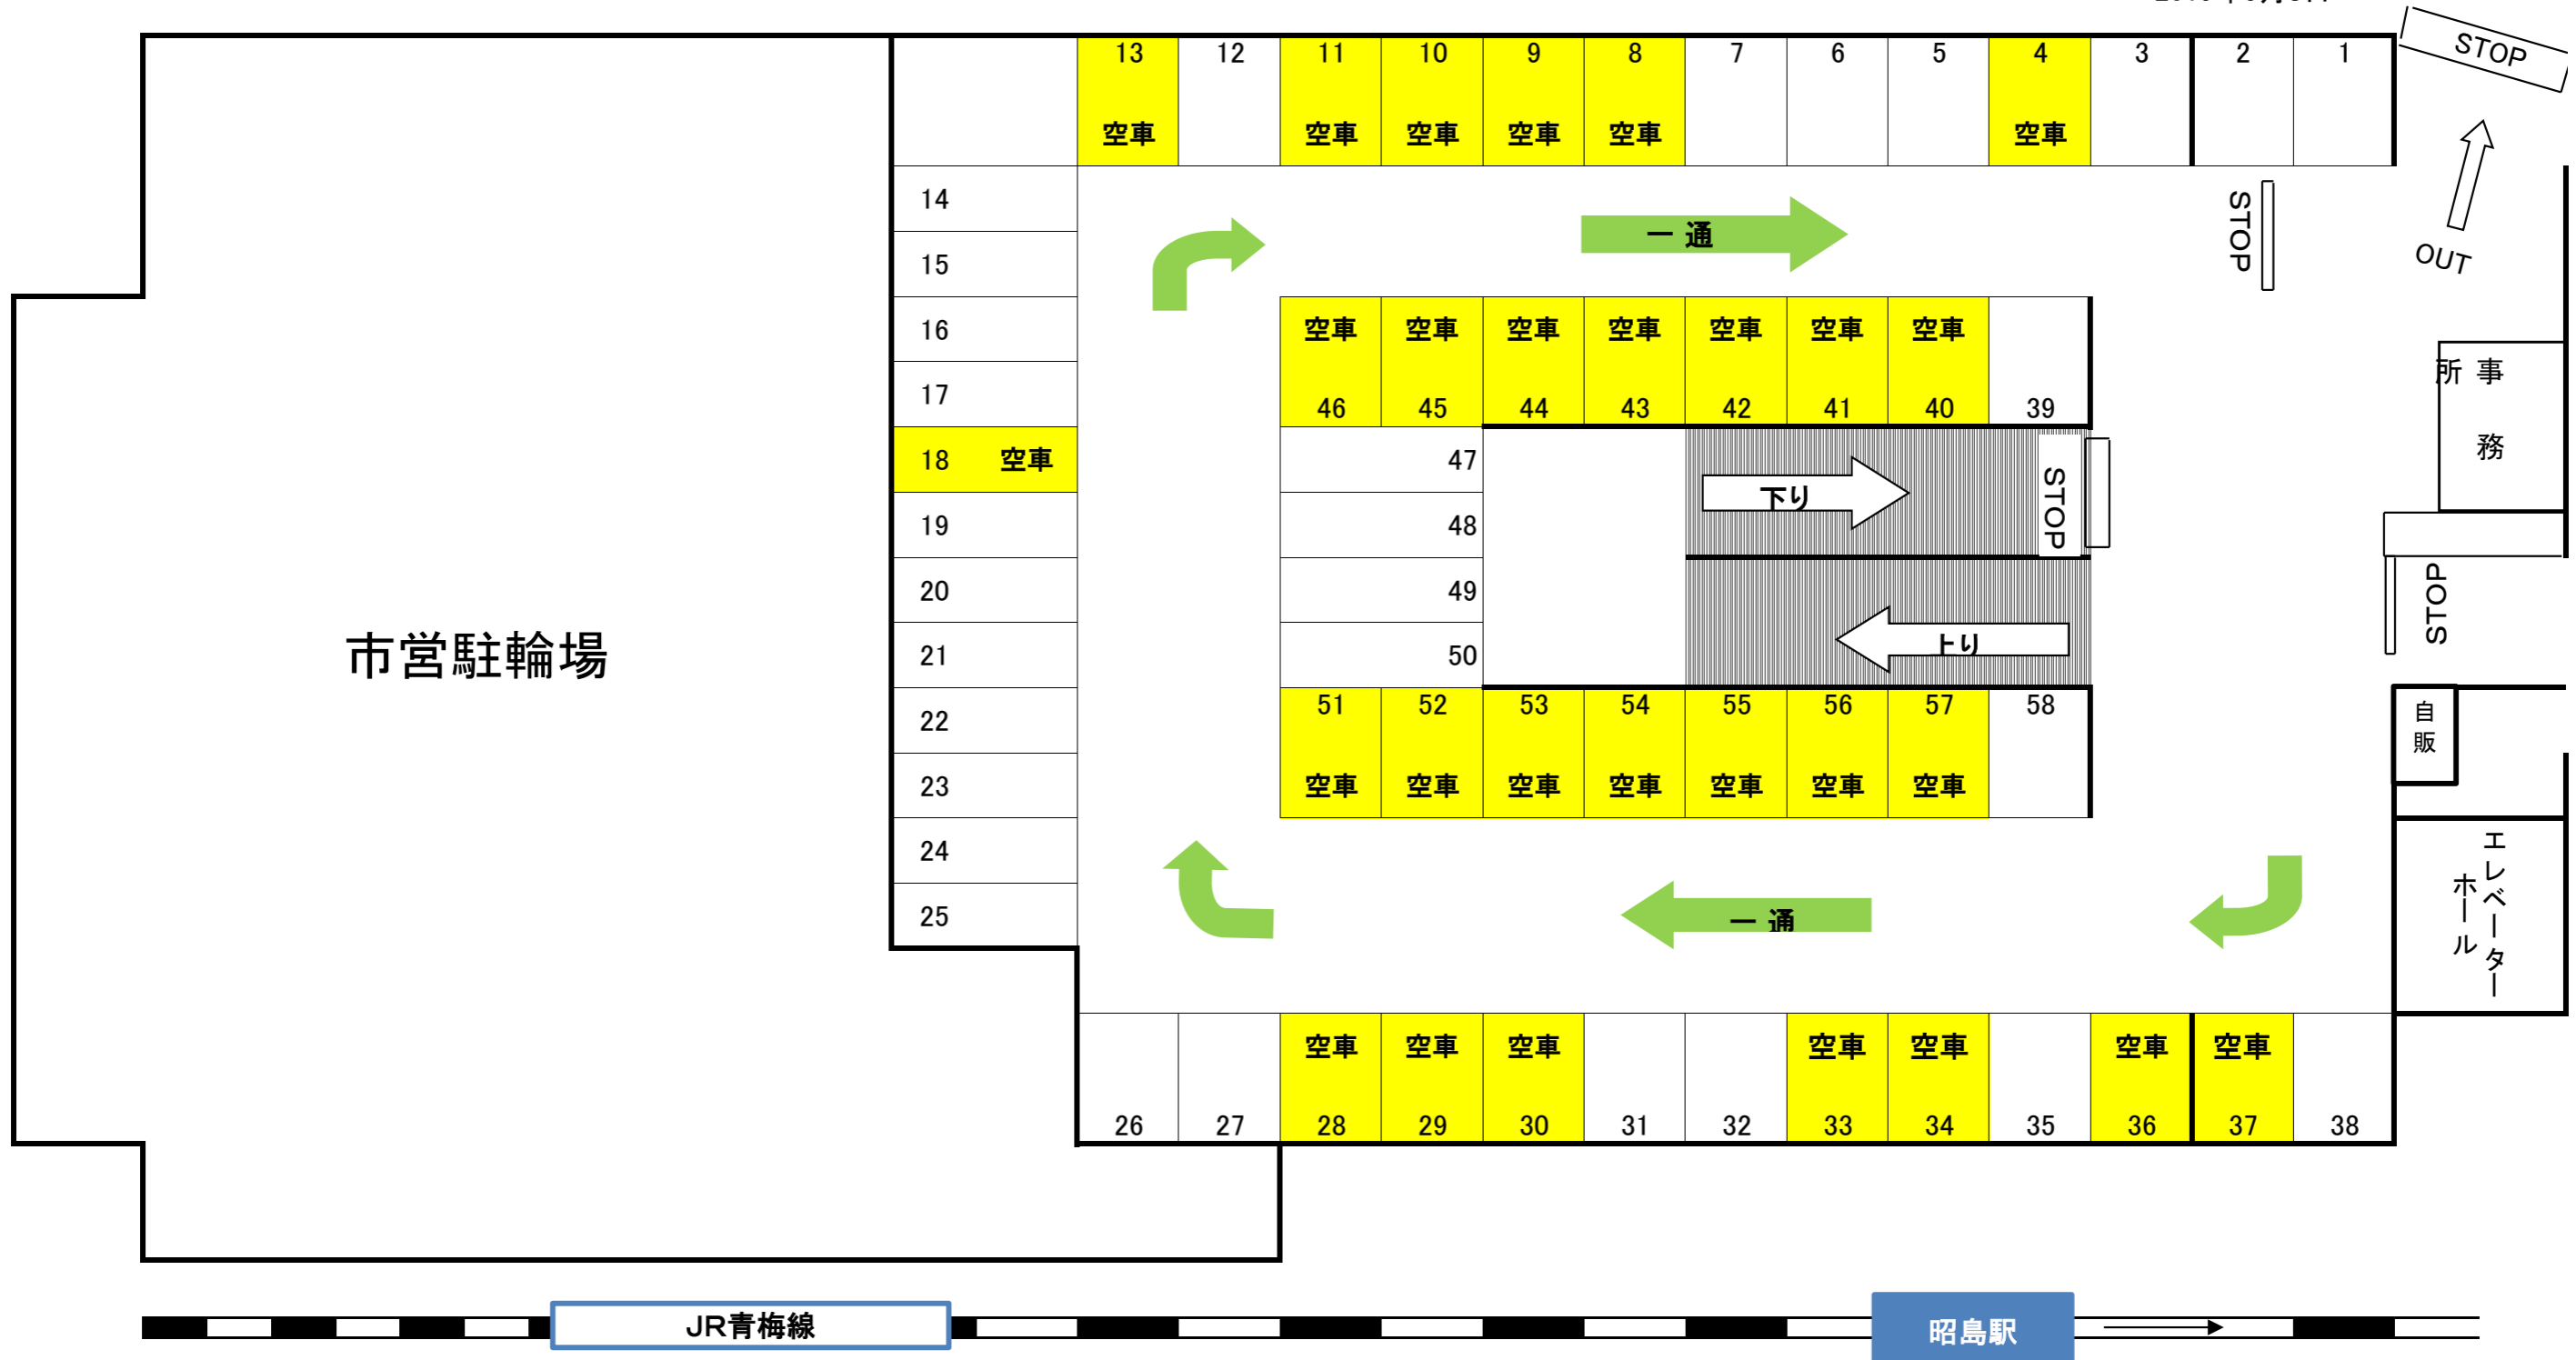 STOP
13 12 11 10 9 8 7 6 5 4 3 2 1
空車 空車 空車 空車 空車 空車
14
STOP
一 通
OUT
15
16
空車 空車 空車 空車 空車 空車 空車
事務所
17
46 45 44 43 42 41 40 39
18 空車
47
下り
STOP
19
48
20
49
STOP
市営駐輪場
21
50
上り
22
51 52 53 54 55 56 57 58
自販
23
空車 空車 空車 空車 空車 空車 空車
24
エレベーター
ホール
25
一 通
空車 空車 空車 空車 空車 空車 空車
26 27 28 29 30 31 32 33 34 35 36 37 38
JR青梅線
昭島駅